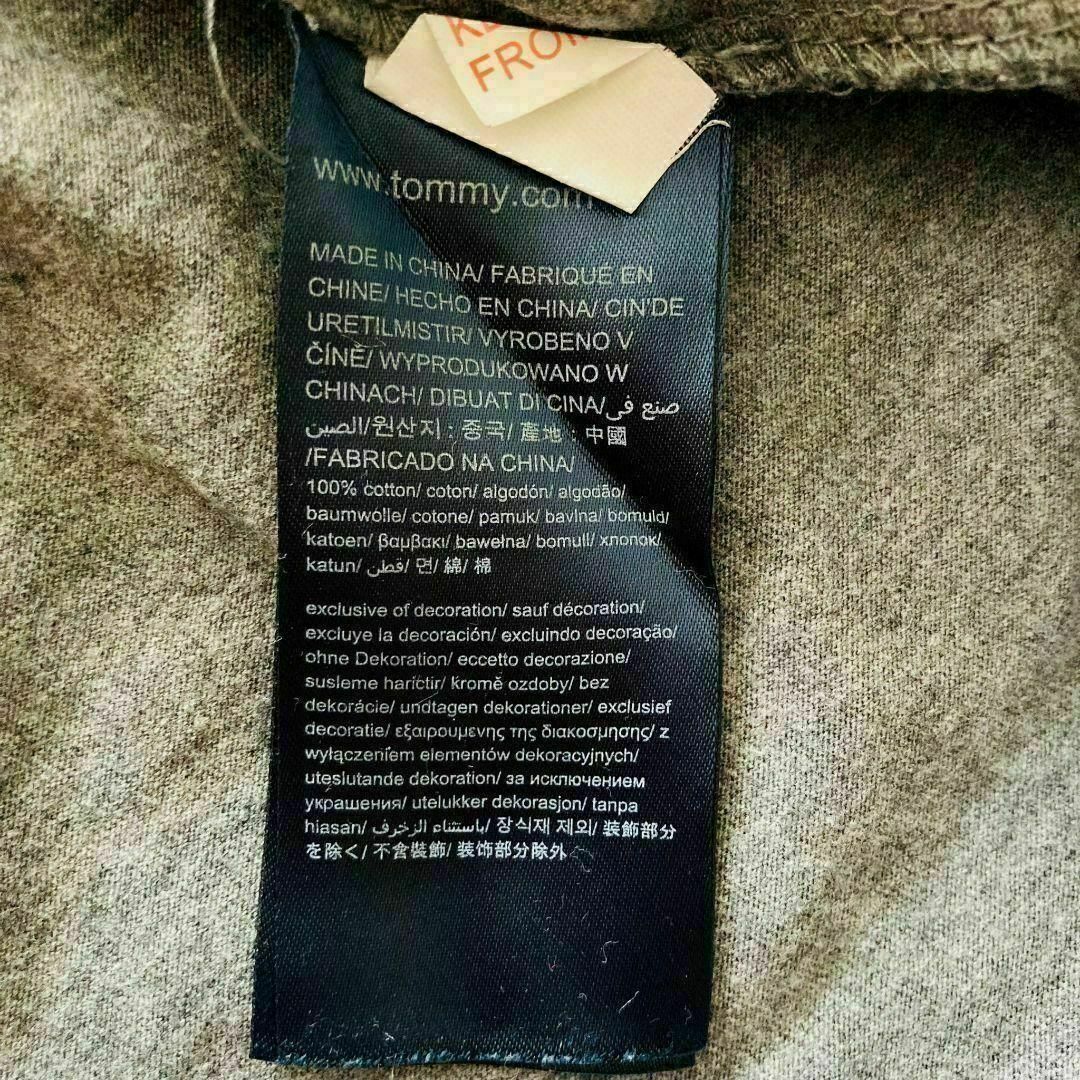 FROM
www.tommy.com
MADE IN CHINA/ FABRIQUE EN
CHINE/ HECHO EN CHINA/ CIN'DE
URETILMISTIR/ VYROBENO V
ČÍNĚ/ WYPRODUKOWANO W
CHINACH/ DIBUAT DI CINA/ صنع في
الصين/원산지 : 중국/ 產地 : 中國
/FABRICADO NA CHINA/
100% cotton/ coton/ algodón/ algodão/
baumwolle/ cotone/ pamuk/ bavlna/ bomuld/
katoen/ βαμβακι/ bawełna/ bomull/ хлопок/
katun/ قطن/ 면/ 綿/ 棉
exclusive of decoration/ sauf décoration/
excluye la decoración/ excluindo decoração/
ohne Dekoration/ eccetto decorazione/
susleme harictir/ kromě ozdoby/ bez
dekorácie/ undtagen dekorationer/ exclusief
decoratie/ εξαιρουμενης της διακοσμησης/ z
wyłączeniem elementów dekoracyjnych/
uteslutande dekoration/ за исключением
украшения/ utelukker dekorasjon/ tanpa
hiasan/ باستثناء الزخرف/ 장식재 제외/ 装飾部分
を除く/ 不含裝飾/ 装饰部分除外